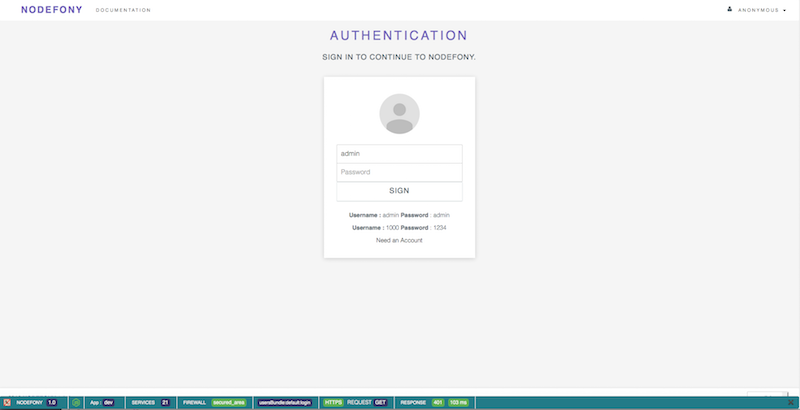 NODEFONY DOCUMENTATION ANONYMOUS
AUTHENTICATION
SIGN IN TO CONTINUE TO NODEFONY.
admin
Password
SIGN
Username : admin Password : admin
Username : 1000 Password : 1234
Need an Account
NODEFONY 1.0 App : dev SERVICES 21 FIREWALL secured_area usersBundle:default:login HTTPS REQUEST GET RESPONSE 401 103 ms